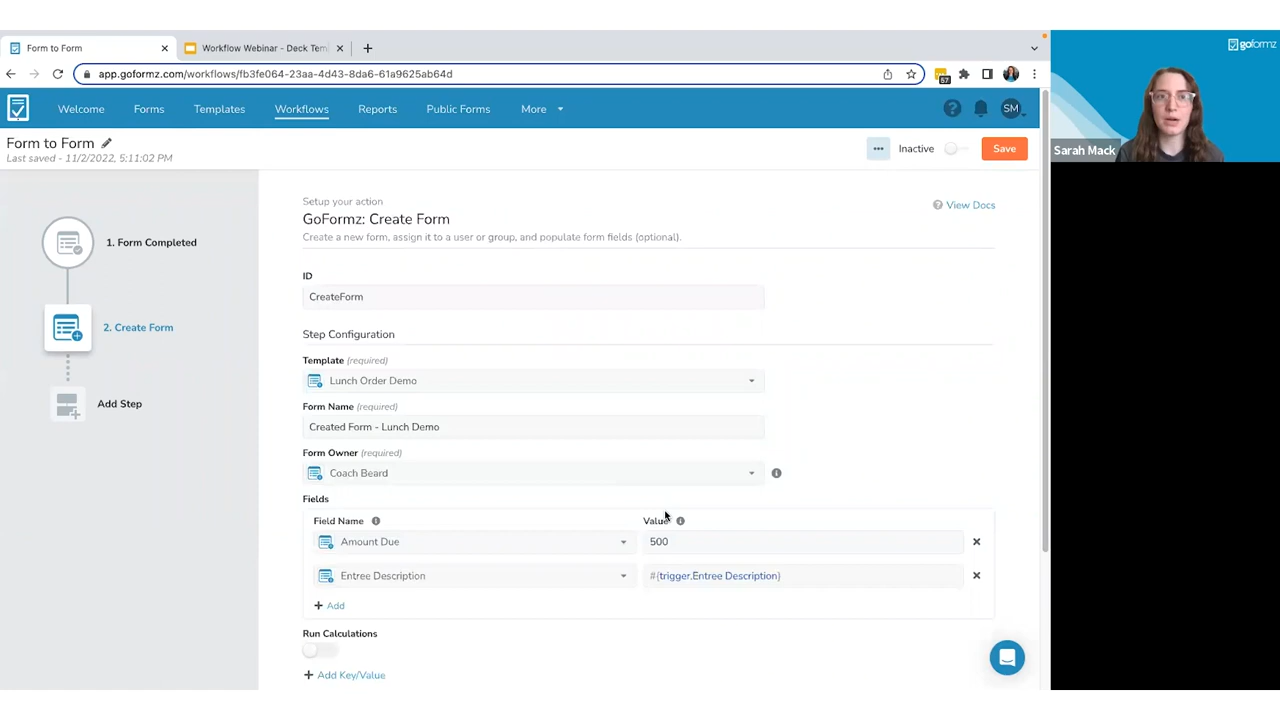 Form to Form
Workflow Webinar - Deck Tem
goformz
app.goformz.com/workflows/fb3fe064-23aa-4d43-8da6-61a9625ab64d
57
Welcome Forms Templates Workflows Reports Public Forms More
SM
Form to Form
Last saved - 11/2/2022, 5:11:02 PM
Inactive
Save
Sarah Mack
Setup your action
GoFormz: Create Form
View Docs
Create a new form, assign it to a user or group, and populate form fields (optional).
1. Form Completed
2. Create Form
Add Step
ID
CreateForm
Step Configuration
Template (required)
Lunch Order Demo
Form Name (required)
Created Form - Lunch Demo
Form Owner (required)
Coach Beard
Fields
Field Name Value
Amount Due 500
Entree Description #{trigger.Entree Description}
+ Add
Run Calculations
+ Add Key/Value